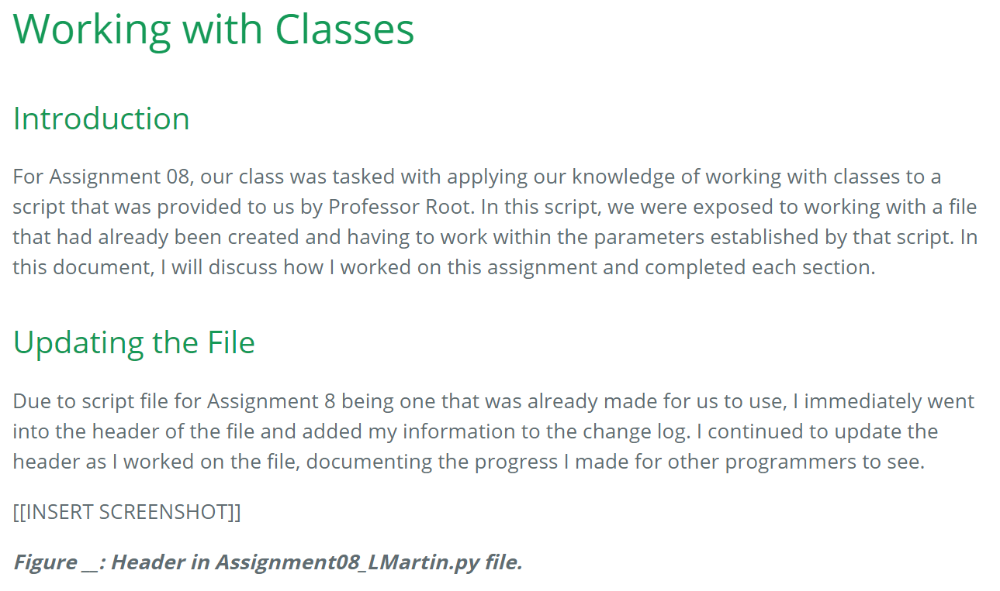 Working with Classes
Introduction
For Assignment 08, our class was tasked with applying our knowledge of working with classes to a
script that was provided to us by Professor Root. In this script, we were exposed to working with a file
that had already been created and having to work within the parameters established by that script. In
this document, I will discuss how I worked on this assignment and completed each section.
Updating the File
Due to script file for Assignment 8 being one that was already made for us to use, I immediately went
into the header of the file and added my information to the change log. I continued to update the
header as I worked on the file, documenting the progress I made for other programmers to see.
[[INSERT SCREENSHOT]]
Figure __: Header in Assignment08_LMartin.py file.